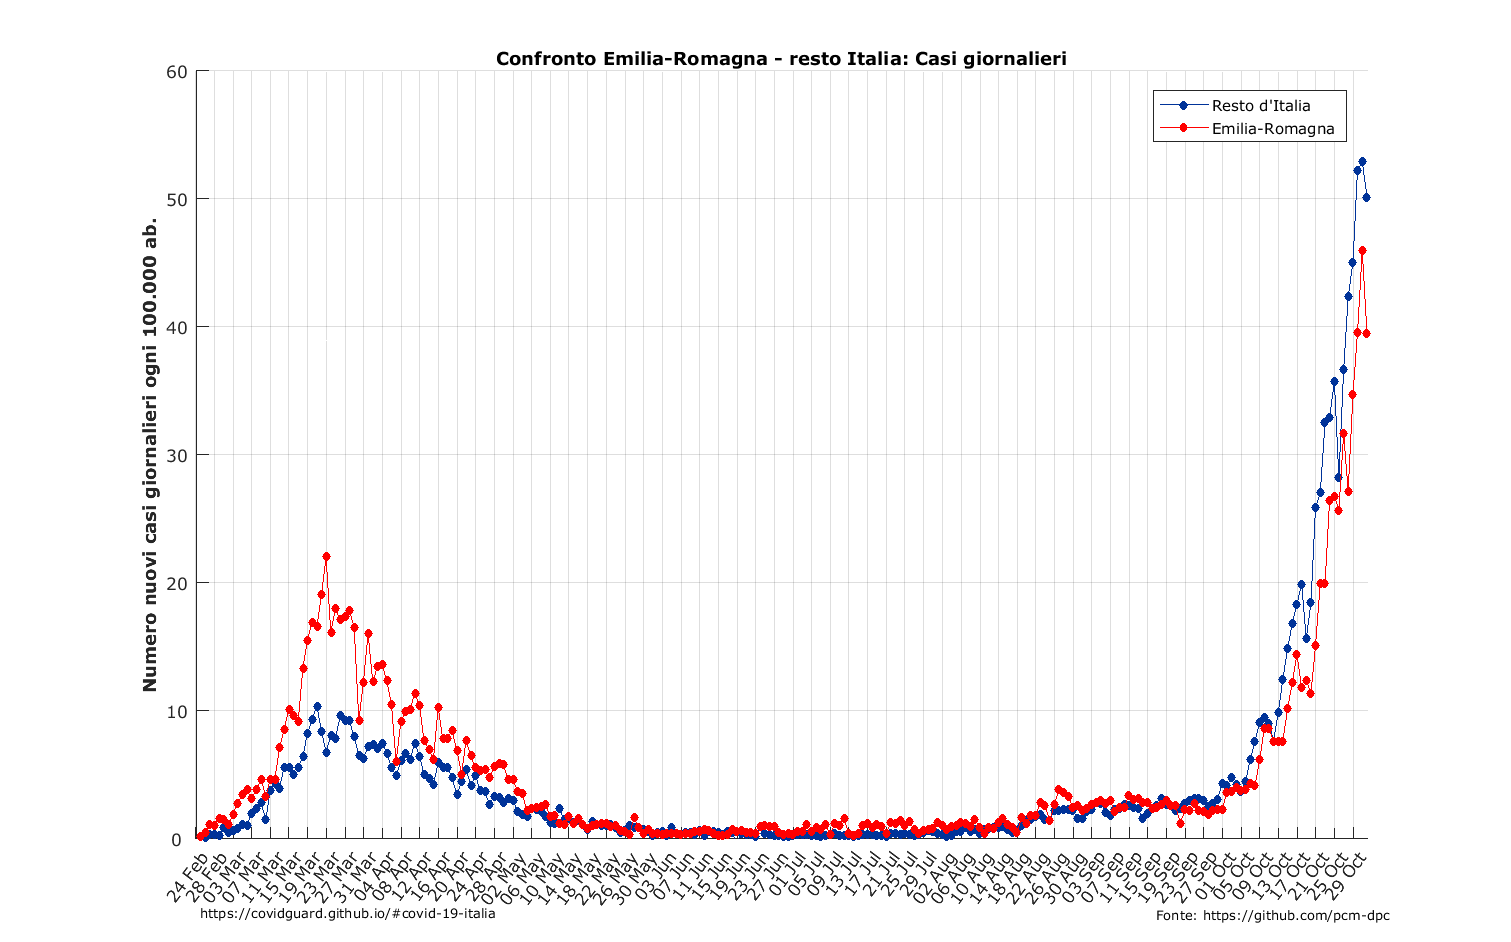 Confronto Emilia-Romagna - resto Italia: Casi giornalieri
Numero nuovi casi giornalieri ogni 100.000 ab.
60
50
40
30
20
10
0
Resto d'Italia
Emilia-Romagna
24 Feb
28 Feb
03 Mar
07 Mar
11 Mar
15 Mar
19 Mar
23 Mar
27 Mar
31 Mar
04 Apr
08 Apr
12 Apr
16 Apr
20 Apr
24 Apr
28 Apr
02 May
06 May
10 May
14 May
18 May
22 May
26 May
30 May
03 Jun
07 Jun
11 Jun
15 Jun
19 Jun
23 Jun
27 Jun
01 Jul
05 Jul
09 Jul
13 Jul
17 Jul
21 Jul
25 Jul
29 Jul
02 Aug
06 Aug
10 Aug
14 Aug
18 Aug
22 Aug
26 Aug
30 Aug
03 Sep
07 Sep
11 Sep
15 Sep
19 Sep
23 Sep
27 Sep
01 Oct
05 Oct
09 Oct
13 Oct
17 Oct
21 Oct
25 Oct
29 Oct
https://covidguard.github.io/#covid-19-italia
Fonte: https://github.com/pcm-dpc